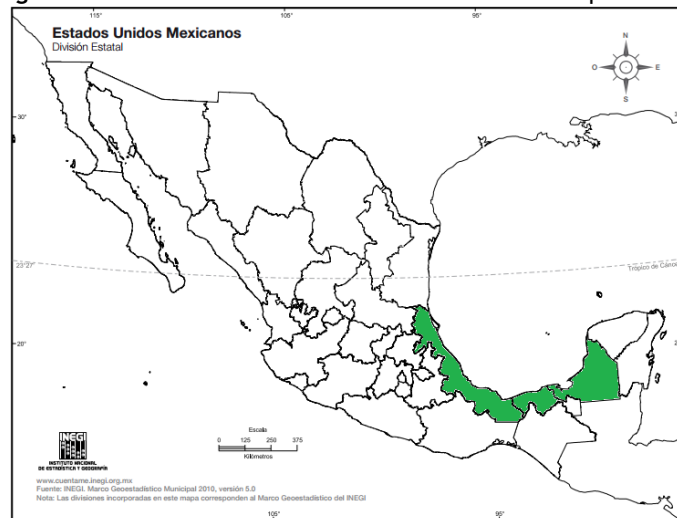 115°
105°
95°
Estados Unidos Mexicanos
División Estatal
N
O
E
S
30°
23°27'
Trópico de Cánce
20°
Escala
0 125 250 375
Kilómetros
INEGI
INSTITUTO NACIONAL
DE ESTADÍSTICA Y GEOGRAFÍA
www.cuentame.inegi.org.mx
Fuente: INEGI. Marco Geoestadístico Municipal 2010, versión 5.0
Nota: Las divisiones incorporadas en este mapa corresponden al Marco Geoestadístico del INEGI
105°
95°